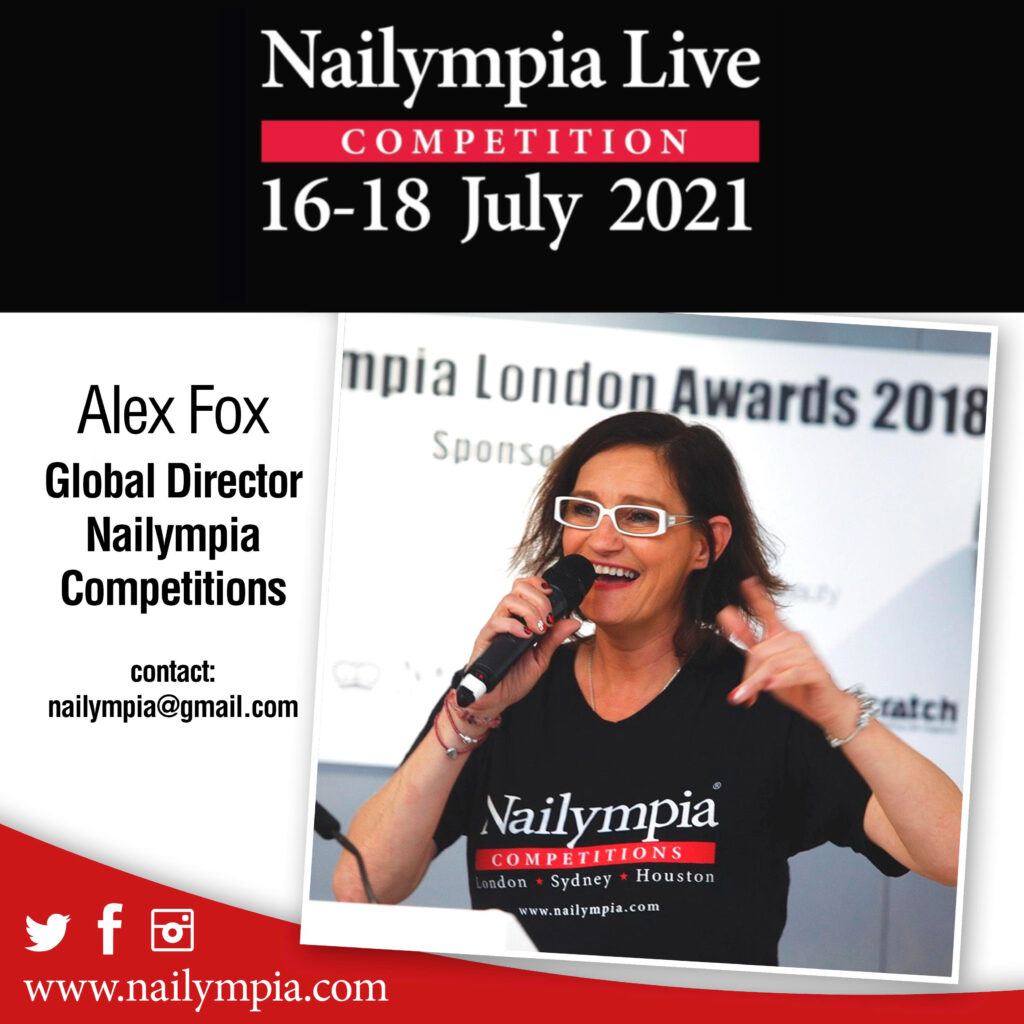 Nailympia Live
COMPETITION
16-18 July 2021
Alex Fox
Global Director
Nailympia
Competitions
contact:
nailympia@gmail.com
mpia London Awards 2018
Sponso
ratch
Nailympia®
COMPETITIONS
London ★ Sydney ★ Houston
www.nailympia.com
www.nailympia.com